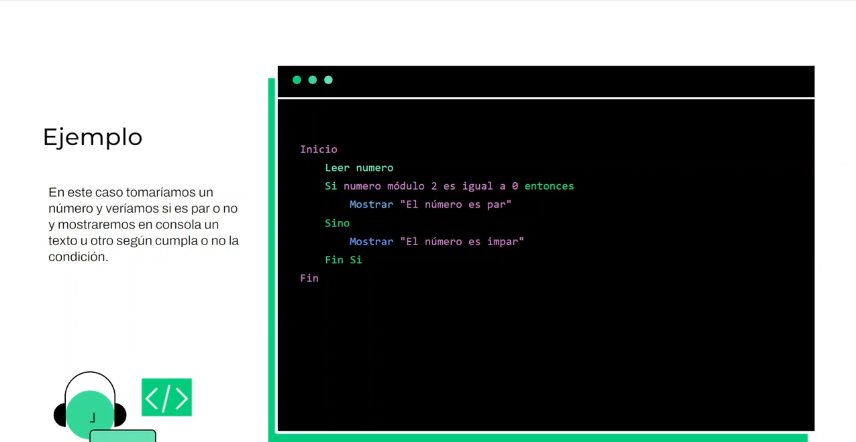 Ejemplo
En este caso tomaríamos un
número y veríamos si es par o no
y mostraremos en consola un
texto u otro según cumpla o no la
condición.
Inicio
Leer numero
Si numero módulo 2 es igual a 0 entonces
Mostrar "El número es par"
Sino
Mostrar "El número es impar"
Fin Si
Fin
</>